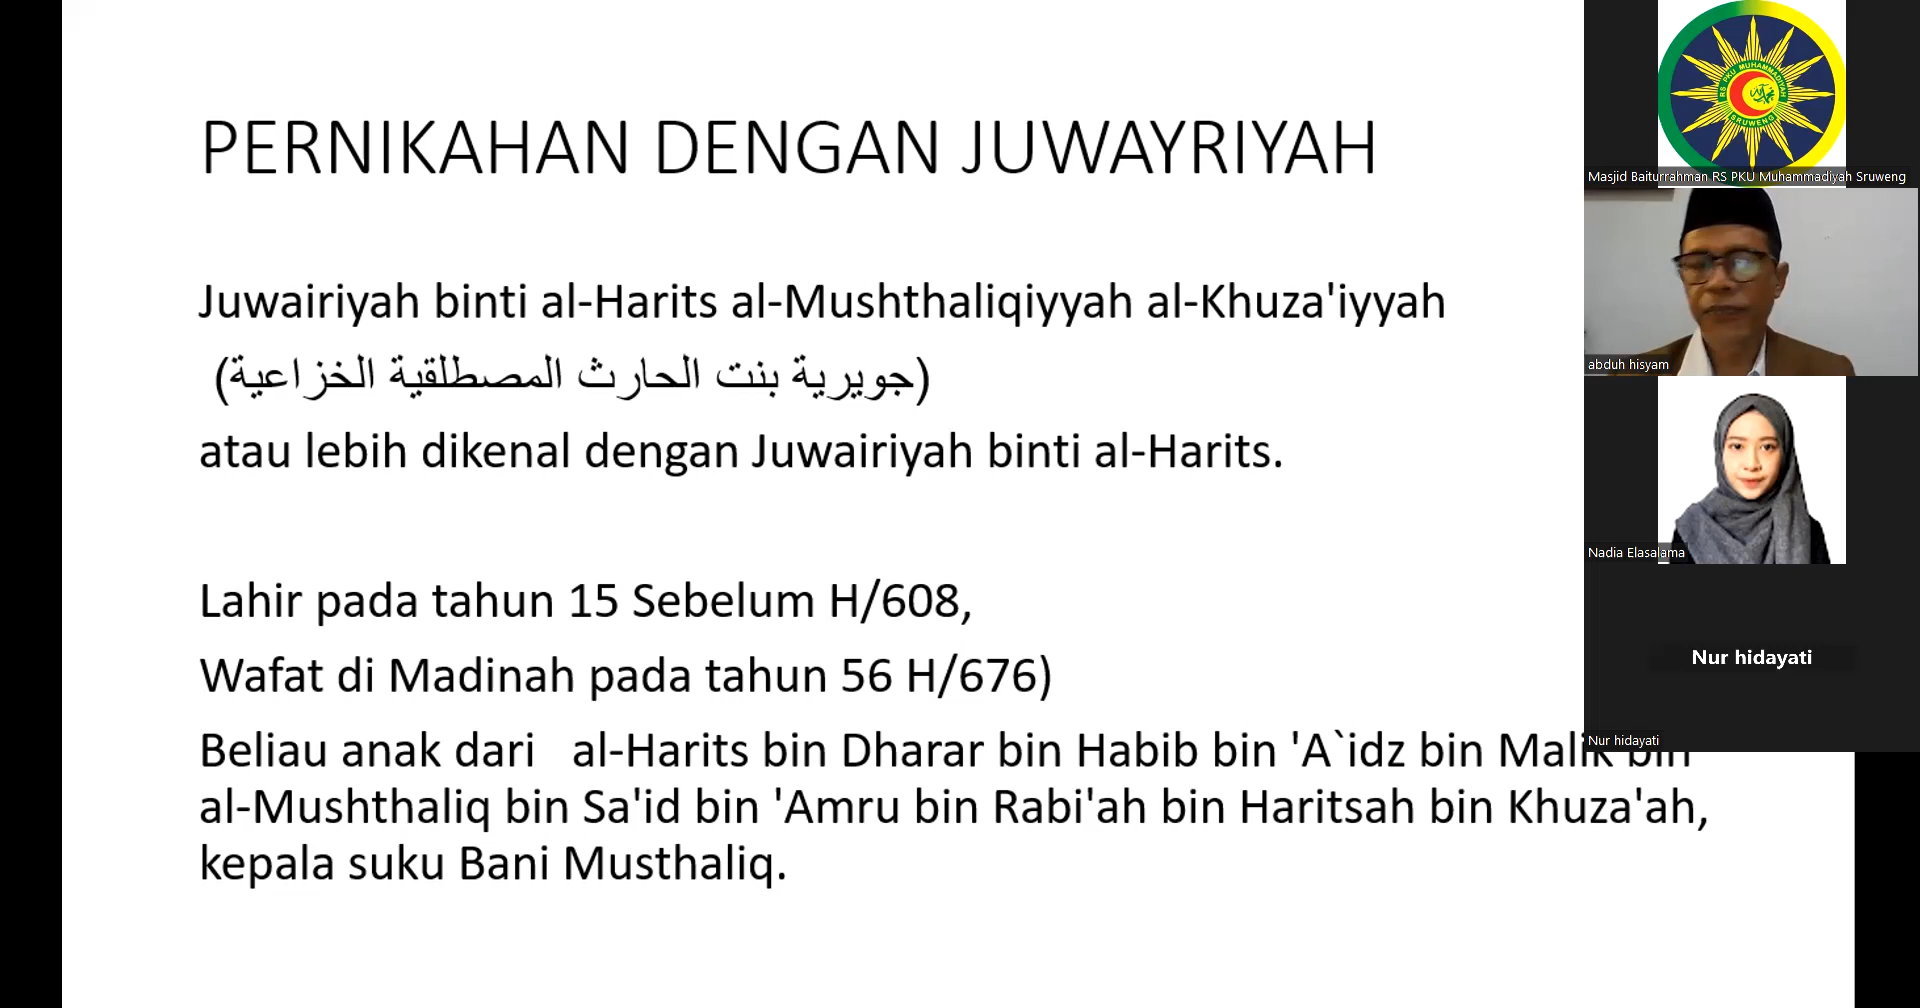 PERNIKAHAN DENGAN JUWAYRIYAH
Juwairiyah binti al-Harits al-Mushthaliqiyyah al-Khuza'iyyah
(جويرية بنت الحارث المصطلقية الخزاعية)
atau lebih dikenal dengan Juwairiyah binti al-Harits.
Lahir pada tahun 15 Sebelum H/608,
Wafat di Madinah pada tahun 56 H/676)
Beliau anak dari al-Harits bin Dharar bin Habib bin 'A`idz bin Malik bin
al-Mushthaliq bin Sa'id bin 'Amru bin Rabi'ah bin Haritsah bin Khuza'ah,
kepala suku Bani Musthaliq.
RS PKU MUHAMMADIYAH
SRUWENG
Masjid Baiturrahman RS PKU Muhammadiyah Sruweng
abduh hisyam
Nadia Elasalama
Nur hidayati
Nur hidayati